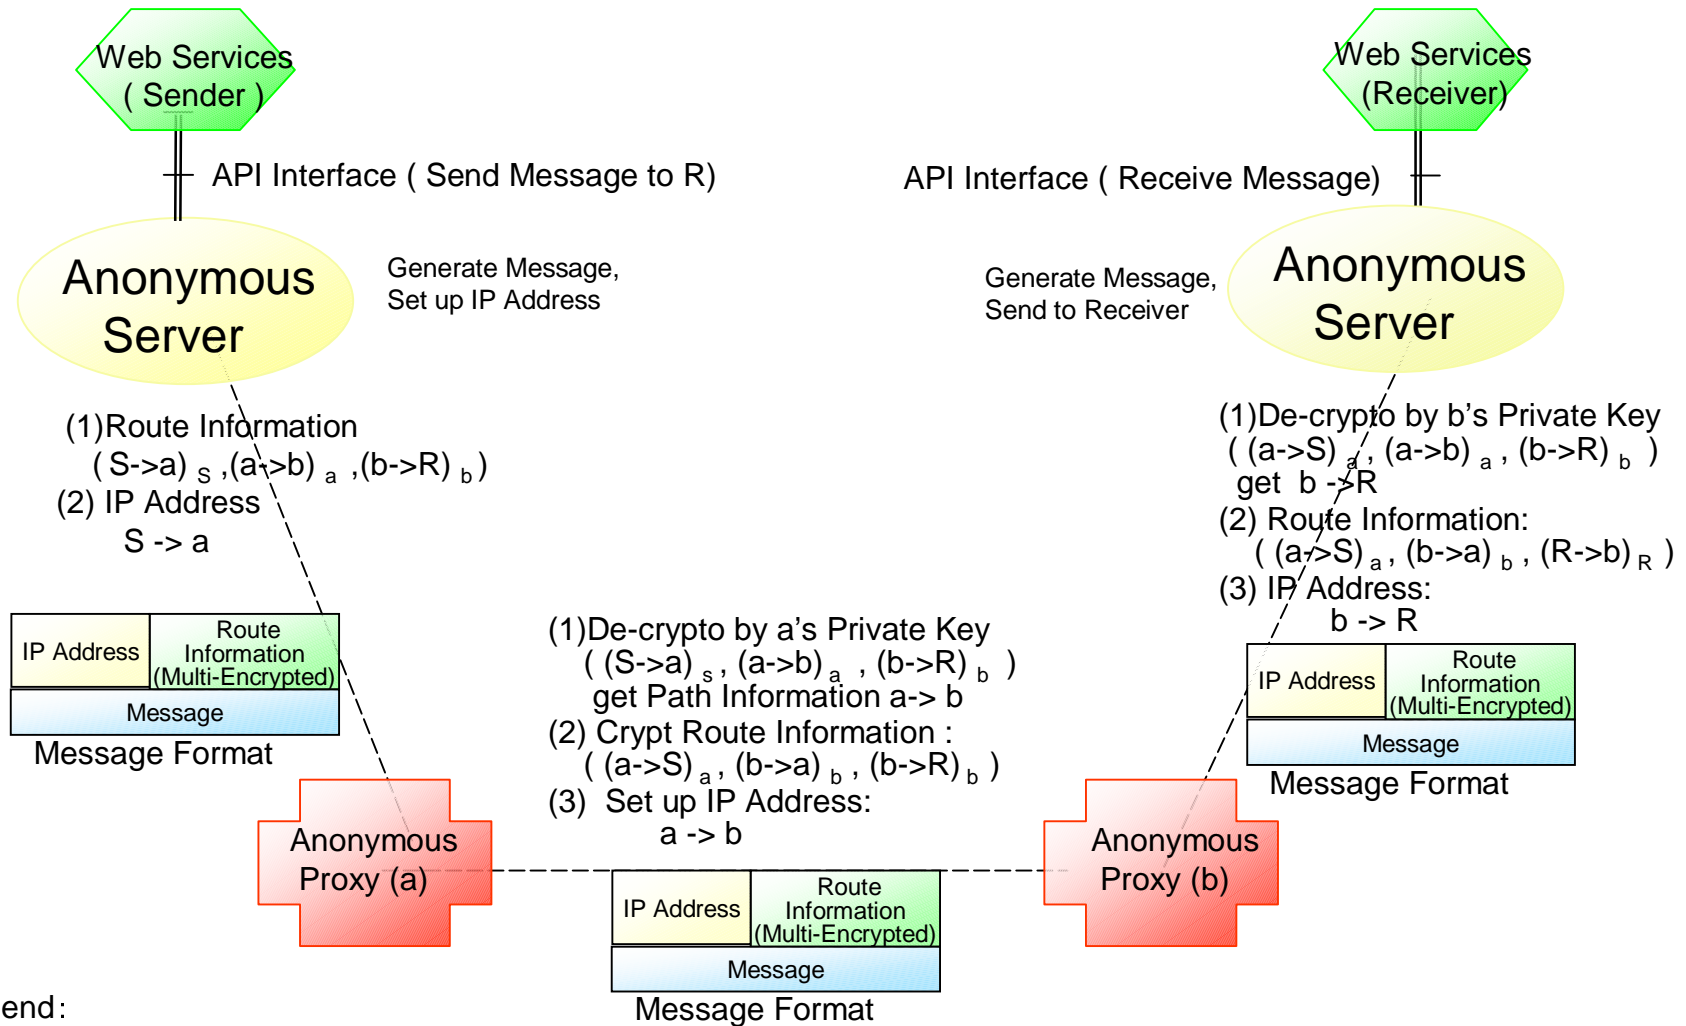 Web Services
( Sender )
API Interface ( Send Message to R)
Anonymous
Server
Generate Message,
Set up IP Address
(1)Route Information
( S->a) S ,(a->b) a ,(b->R) b )
(2) IP Address
S -> a
IP Address
Route
Information
(Multi-Encrypted)
Message
Message Format
Anonymous
Proxy (a)
(1)De-crypto by a's Private Key
( (S->a) s , (a->b) a , (b->R) b )
get Path Information a-> b
(2) Crypt Route Information :
( (a->S) a , (b->a) b , (b->R) b )
(3) Set up IP Address:
a -> b
IP Address
Route
Information
(Multi-Encrypted)
Message
Message Format
Anonymous
Proxy (b)
Web Services
(Receiver)
API Interface ( Receive Message)
Generate Message,
Send to Receiver
Anonymous
Server
(1)De-crypto by b's Private Key
( (a->S) a , (a->b) a , (b->R) b )
get b ->R
(2) Route Information:
( (a->S) a , (b->a) b , (R->b) R )
(3) IP Address:
b -> R
IP Address
Route
Information
(Multi-Encrypted)
Message
Message Format
end: